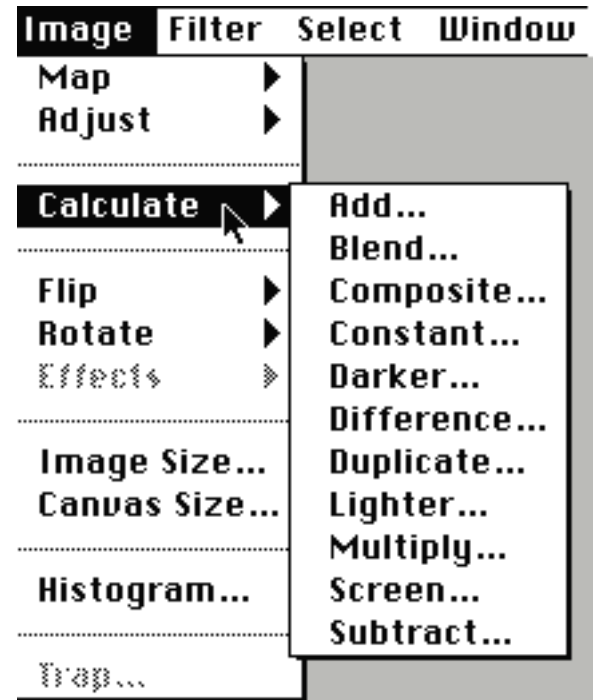 Image Filter Select Window
Map
Adjust
Calculate
Add...
Blend...
Composite...
Constant...
Darker...
Difference...
Duplicate...
Lighter...
Multiply...
Screen...
Subtract...
Flip
Rotate
Effects
Image Size...
Canvas Size...
Histogram...
Trap...